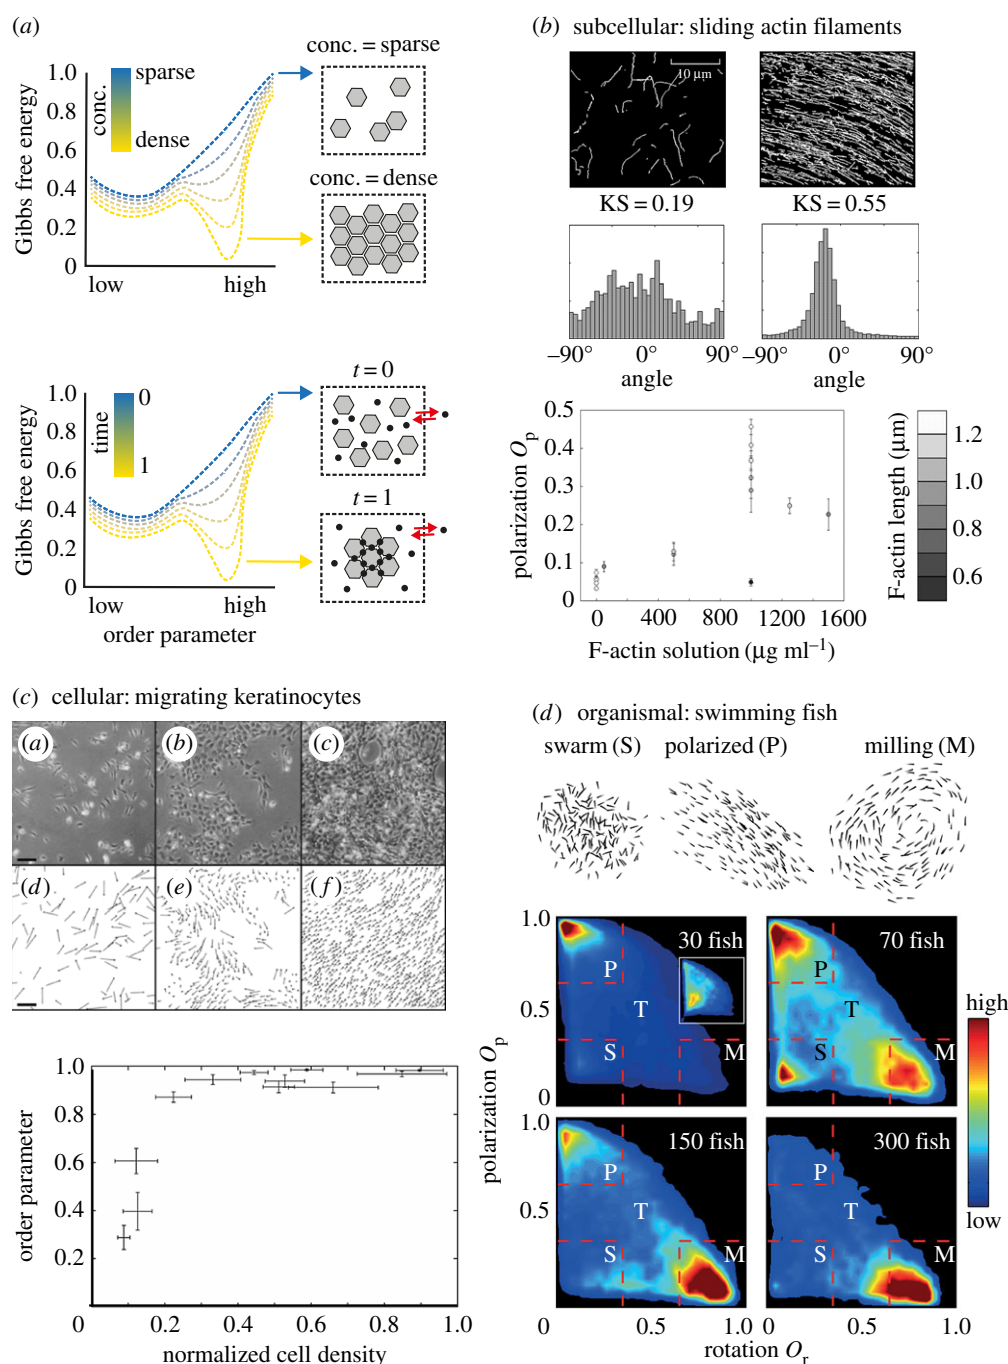 (a)
conc. = sparse
Gibbs free energy
1.0
0.8
0.6
0.4
0.2
0
conc.
sparse
dense
conc. = dense
low
high
t = 0
Gibbs free energy
1.0
0.8
0.6
0.4
0.2
0
time
0
1
t = 1
low
high
order parameter
(b) subcellular: sliding actin filaments
10 µm
KS = 0.19
KS = 0.55
–90°
0°
90°
angle
–90°
0°
90°
angle
polarization Op
0.5
0.4
0.3
0.2
0.1
0
0
400
800
1200
1600
F-actin solution (µg ml–1)
F-actin length (µm)
1.2
1.0
0.8
0.6
(c) cellular: migrating keratinocytes
(a)
(b)
(c)
(d)
(e)
(f)
order parameter
1.0
0.8
0.6
0.4
0.2
0
0.2
0.4
0.6
0.8
1.0
normalized cell density
(d) organismal: swimming fish
swarm (S)
polarized (P)
milling (M)
polarization Op
1.0
0.5
0
30 fish
P
T
S
M
70 fish
P
T
S
M
1.0
0.5
0
150 fish
P
T
S
M
300 fish
P
T
S
M
0.5
1.0
0
0.5
1.0
rotation Or
high
low